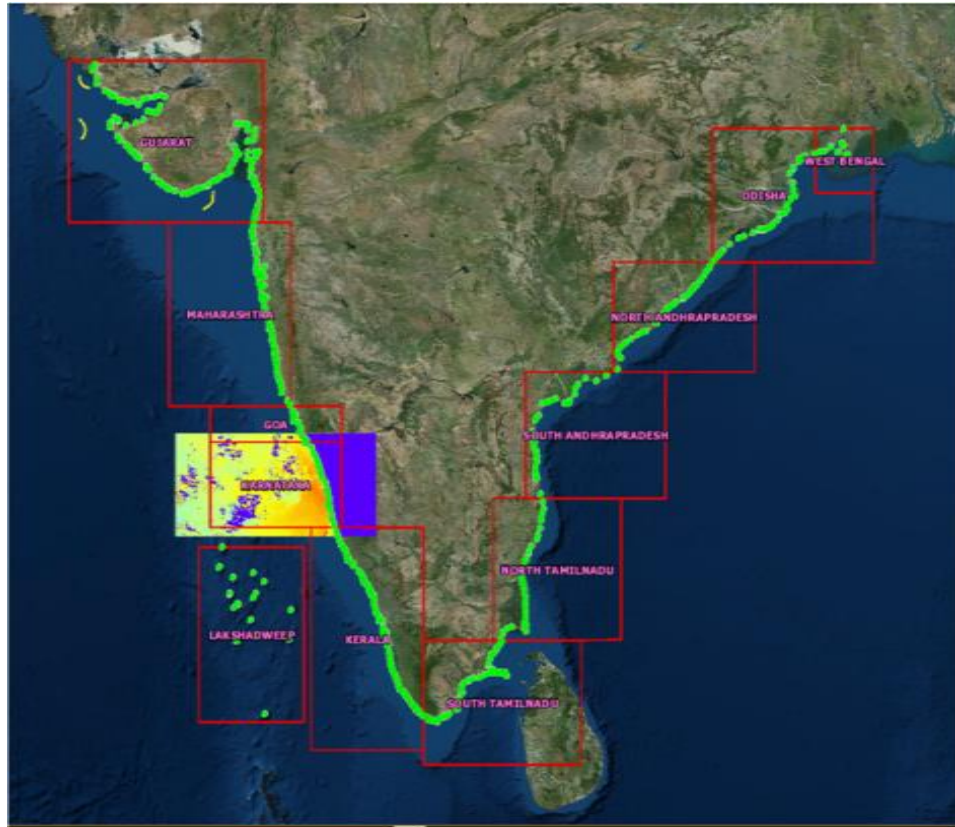 GUJARAT
WEST BENGAL
ODISHA
MAHARASHTRA
NORTH ANDHRAPRADESH
GOA
SOUTH ANDHRAPRADESH
KARNATAKA
NORTH TAMILNADU
LAKSHADWEEP
KERALA
SOUTH TAMILNADU